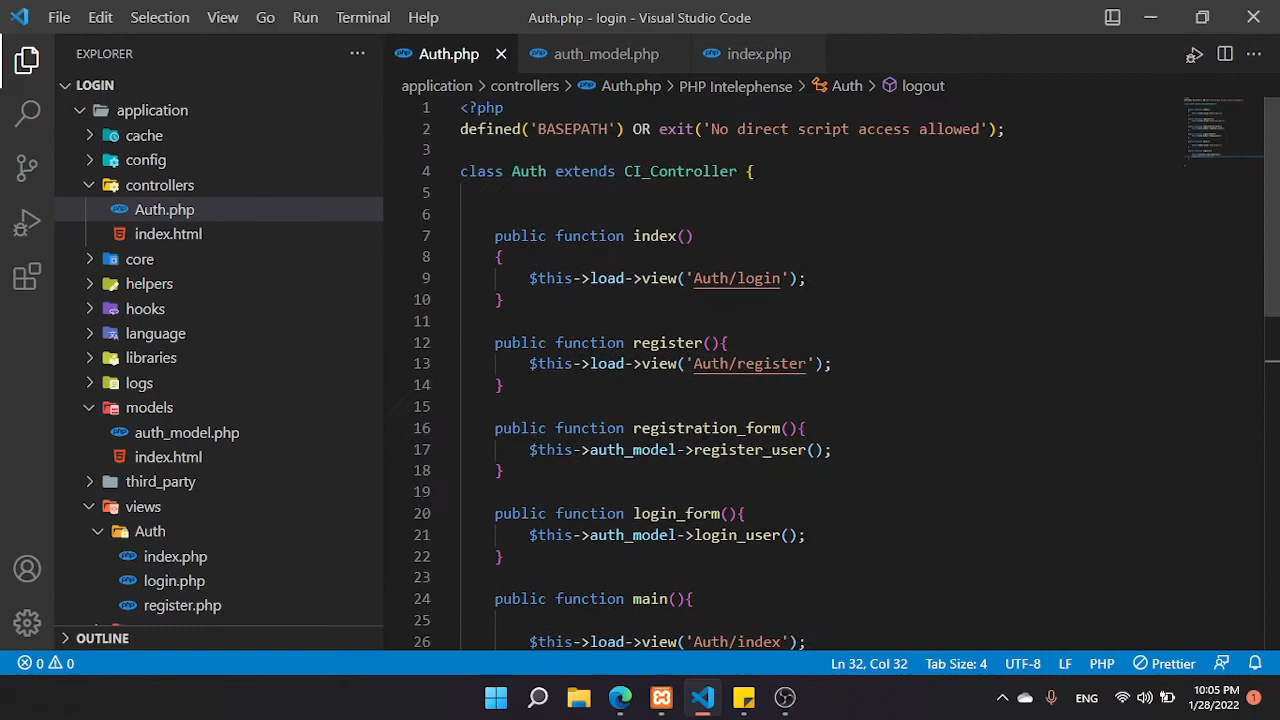 File Edit Selection View Go Run Terminal Help Auth.php - login - Visual Studio Code
EXPLORER
LOGIN
application
cache
config
controllers
Auth.php
index.html
core
helpers
hooks
language
libraries
logs
models
auth_model.php
index.html
third_party
views
Auth
index.php
login.php
register.php
OUTLINE
Auth.php auth_model.php index.php
application > controllers > Auth.php > PHP Intelephense > Auth > logout
1 <?php
2 defined('BASEPATH') OR exit('No direct script access allowed');
3
4 class Auth extends CI_Controller {
5
6
7 public function index()
8 {
9 $this->load->view('Auth/login');
10 }
11
12 public function register(){
13 $this->load->view('Auth/register');
14 }
15
16 public function registration_form(){
17 $this->auth_model->register_user();
18 }
19
20 public function login_form(){
21 $this->auth_model->login_user();
22 }
23
24 public function main(){
25
26 $this->load->view('Auth/index');
0 0 Ln 32, Col 32 Tab Size: 4 UTF-8 LF PHP Prettier
ENG 10:05 PM
1/28/2022 1